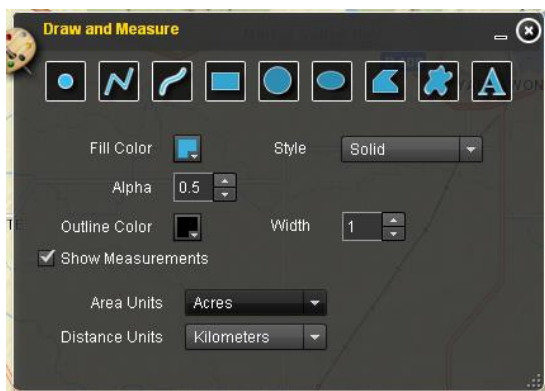 Draw and Measure
A
Fill Color Style Solid
Alpha 0.5
Outline Color Width 1
Show Measurements
Area Units Acres
Distance Units Kilometers